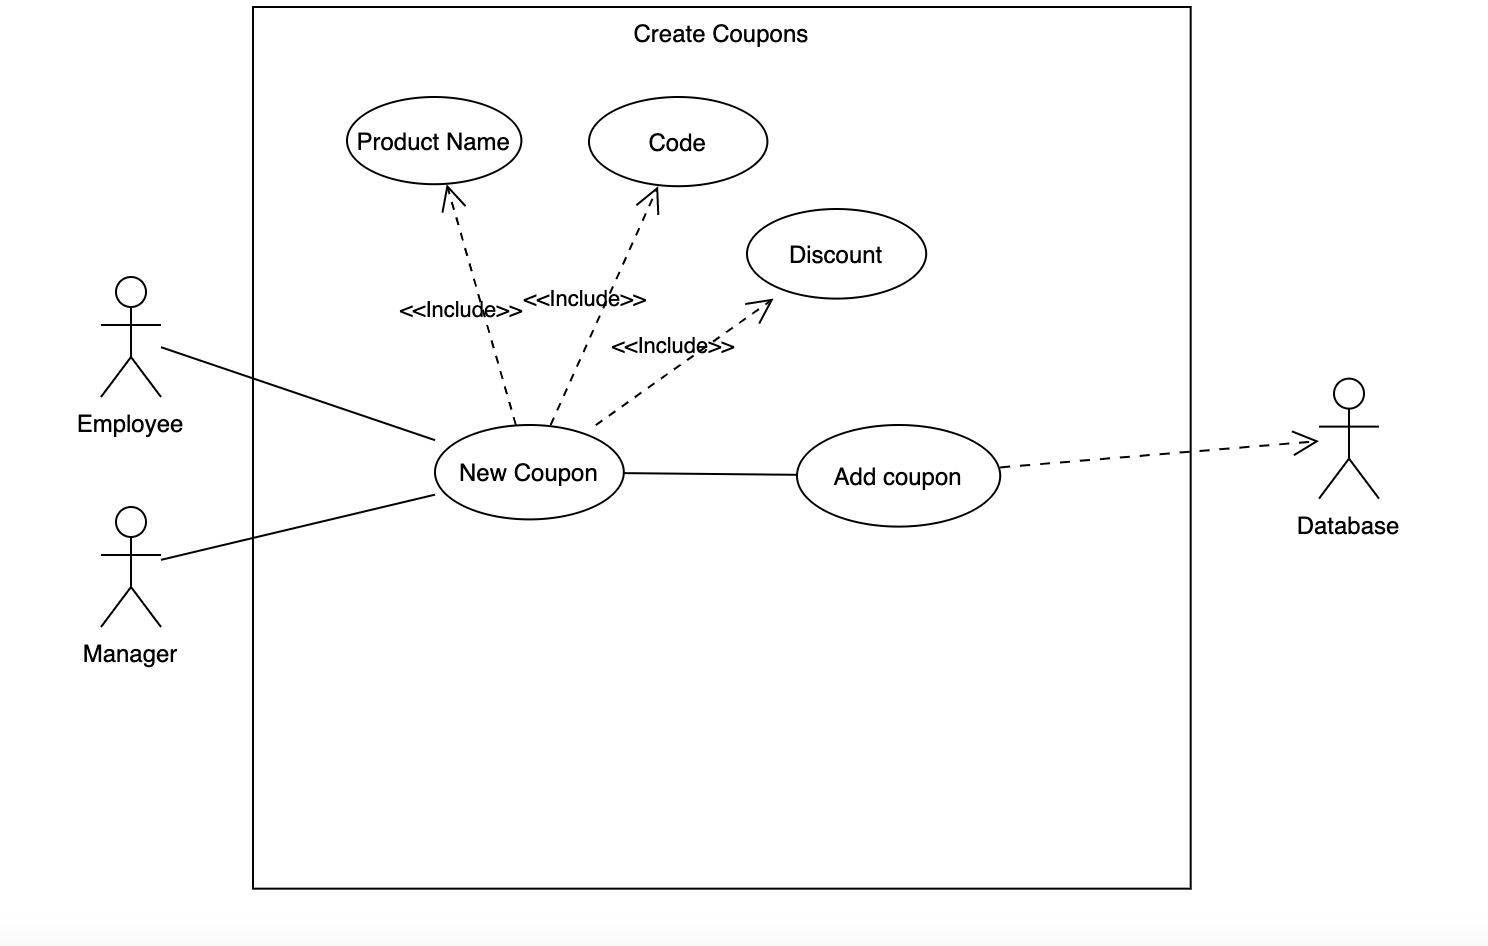 Create Coupons
Product Name
Code
Discount
<<Include>>
<<Include>>
<<Include>>
Employee
New Coupon
Add coupon
Database
Manager